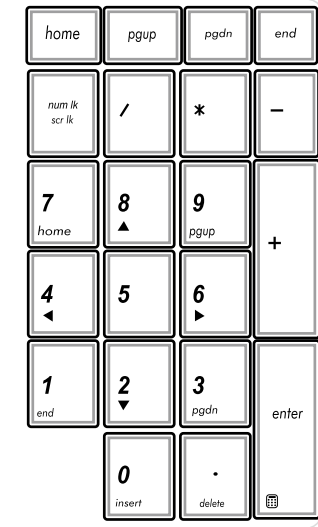 home pgup pgdn end
num lk / * -
scr lk
7 8 9
home pgup
+
4 5 6
1 2 3
end pgdn
enter
0 .
insert delete